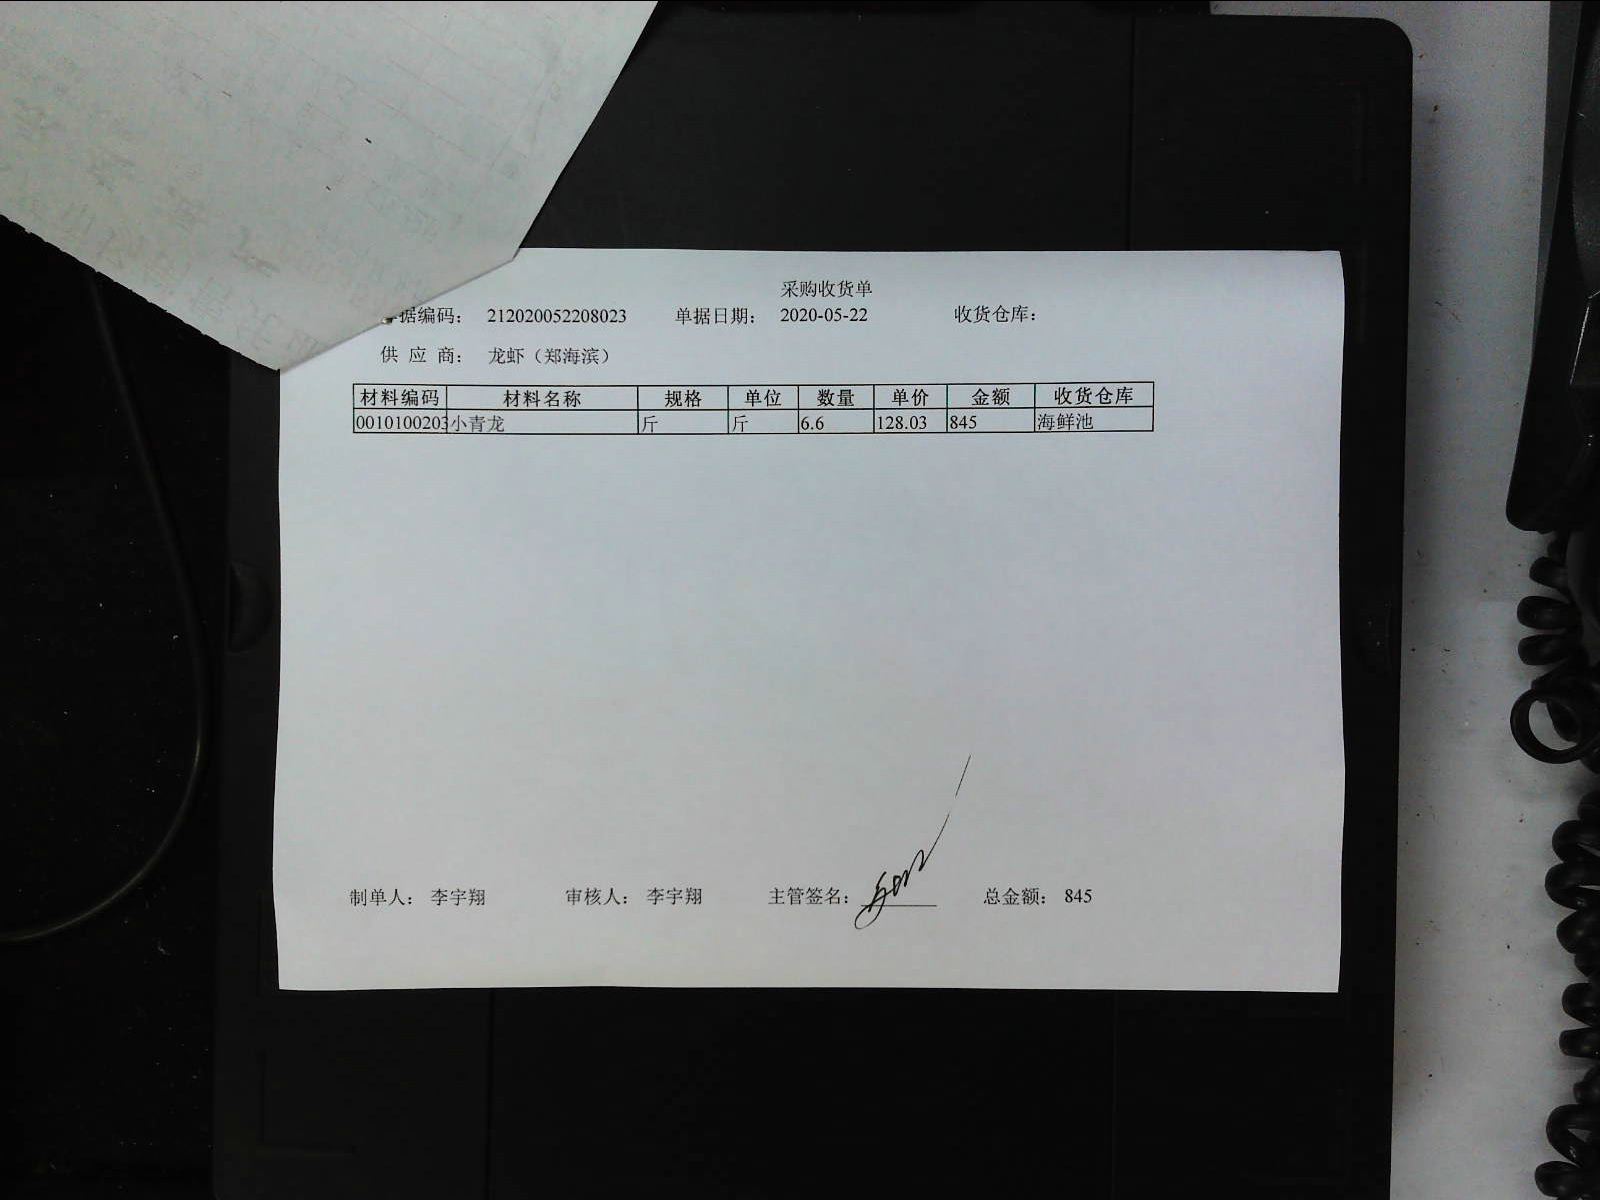 采购收货单
据编码： 212020052208023 单据日期： 2020-05-22 收货仓库：
供 应 商： 龙虾（郑海滨）
材料编码 材料名称 规格 单位 数量 单价 金额 收货仓库
0010100203 小青龙 斤 斤 6.6 128.03 845 海鲜池
制单人： 李宇翔 审核人： 李宇翔 主管签名： 总金额： 845